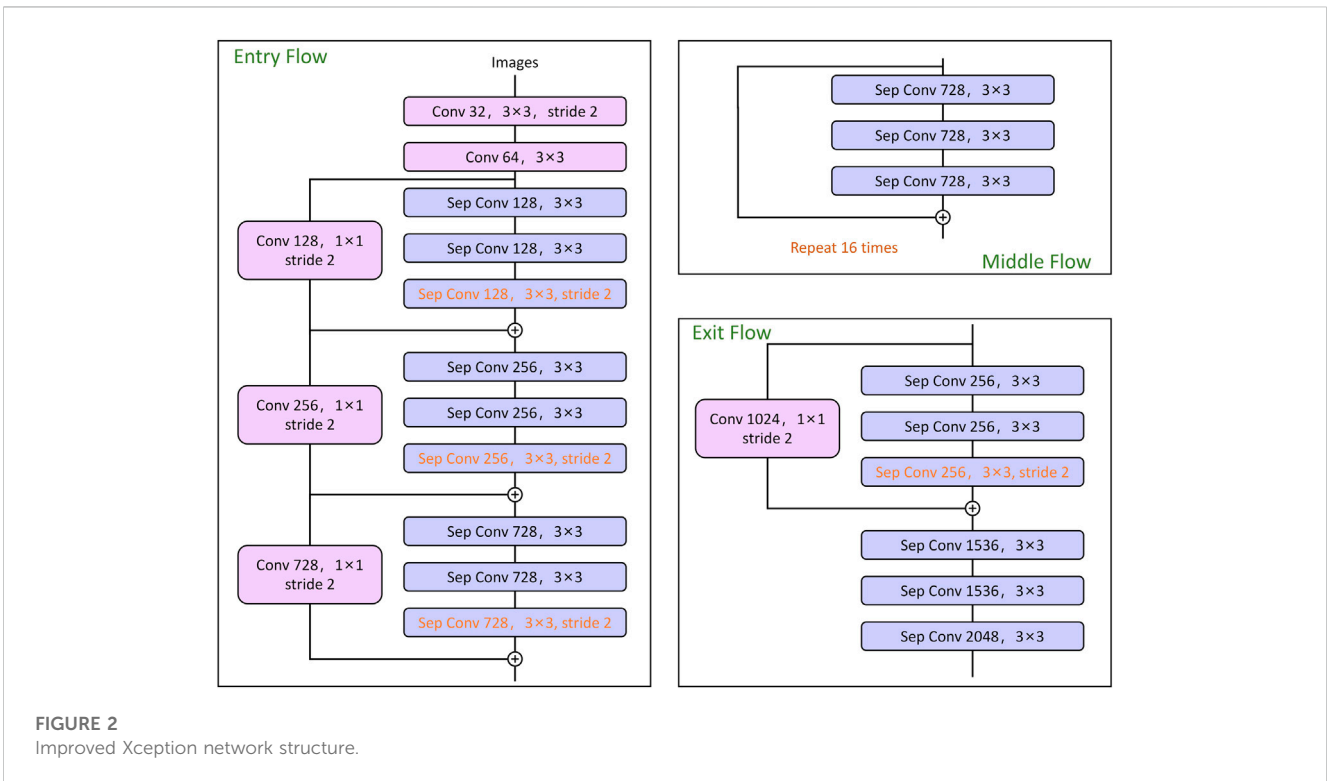 Entry Flow
Images
Conv 32, 3×3, stride 2
Conv 64, 3×3
Sep Conv 128, 3×3
Conv 128, 1×1
stride 2
Sep Conv 128, 3×3
Sep Conv 128, 3×3, stride 2
Sep Conv 256, 3×3
Conv 256, 1×1
stride 2
Sep Conv 256, 3×3
Sep Conv 256, 3×3, stride 2
Sep Conv 728, 3×3
Conv 728, 1×1
stride 2
Sep Conv 728, 3×3
Sep Conv 728, 3×3, stride 2
Sep Conv 728, 3×3
Sep Conv 728, 3×3
Sep Conv 728, 3×3
Repeat 16 times
Middle Flow
Exit Flow
Sep Conv 256, 3×3
Conv 1024, 1×1
stride 2
Sep Conv 256, 3×3
Sep Conv 256, 3×3, stride 2
Sep Conv 1536, 3×3
Sep Conv 1536, 3×3
Sep Conv 2048, 3×3
FIGURE 2
Improved Xception network structure.